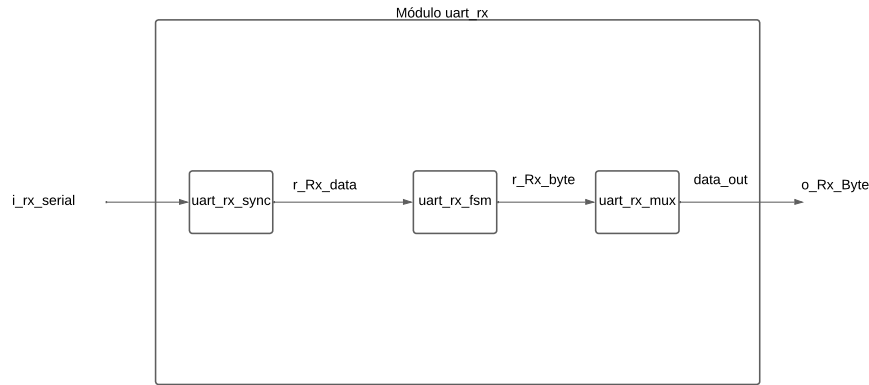 Módulo uart_rx
i_rx_serial
uart_rx_sync
r_Rx_data
uart_rx_fsm
r_Rx_byte
uart_rx_mux
data_out
o_Rx_Byte